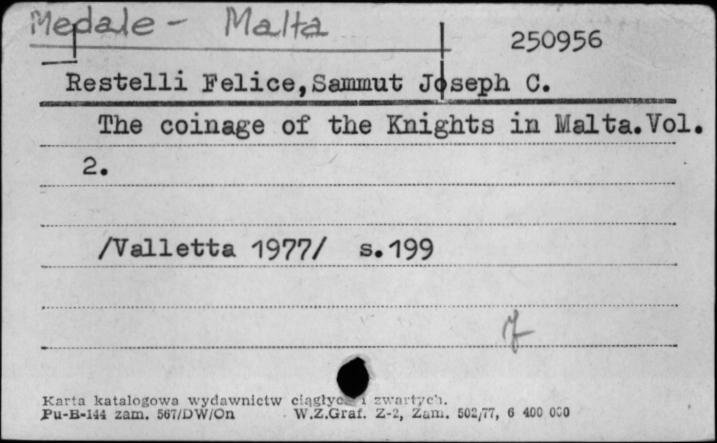 Medale - Malta
250956
Restelli Felice,Sammut Joseph C.
The coinage of the Knights in Malta.Vol.
2.
/Valletta 1977/ s.199
Karta katalogowa wydawnictw i zwartych.
Pu-B-144 zam. 567/DW/On W.Z.Graf. Z-2, Zam. 502/77, 6 400 000